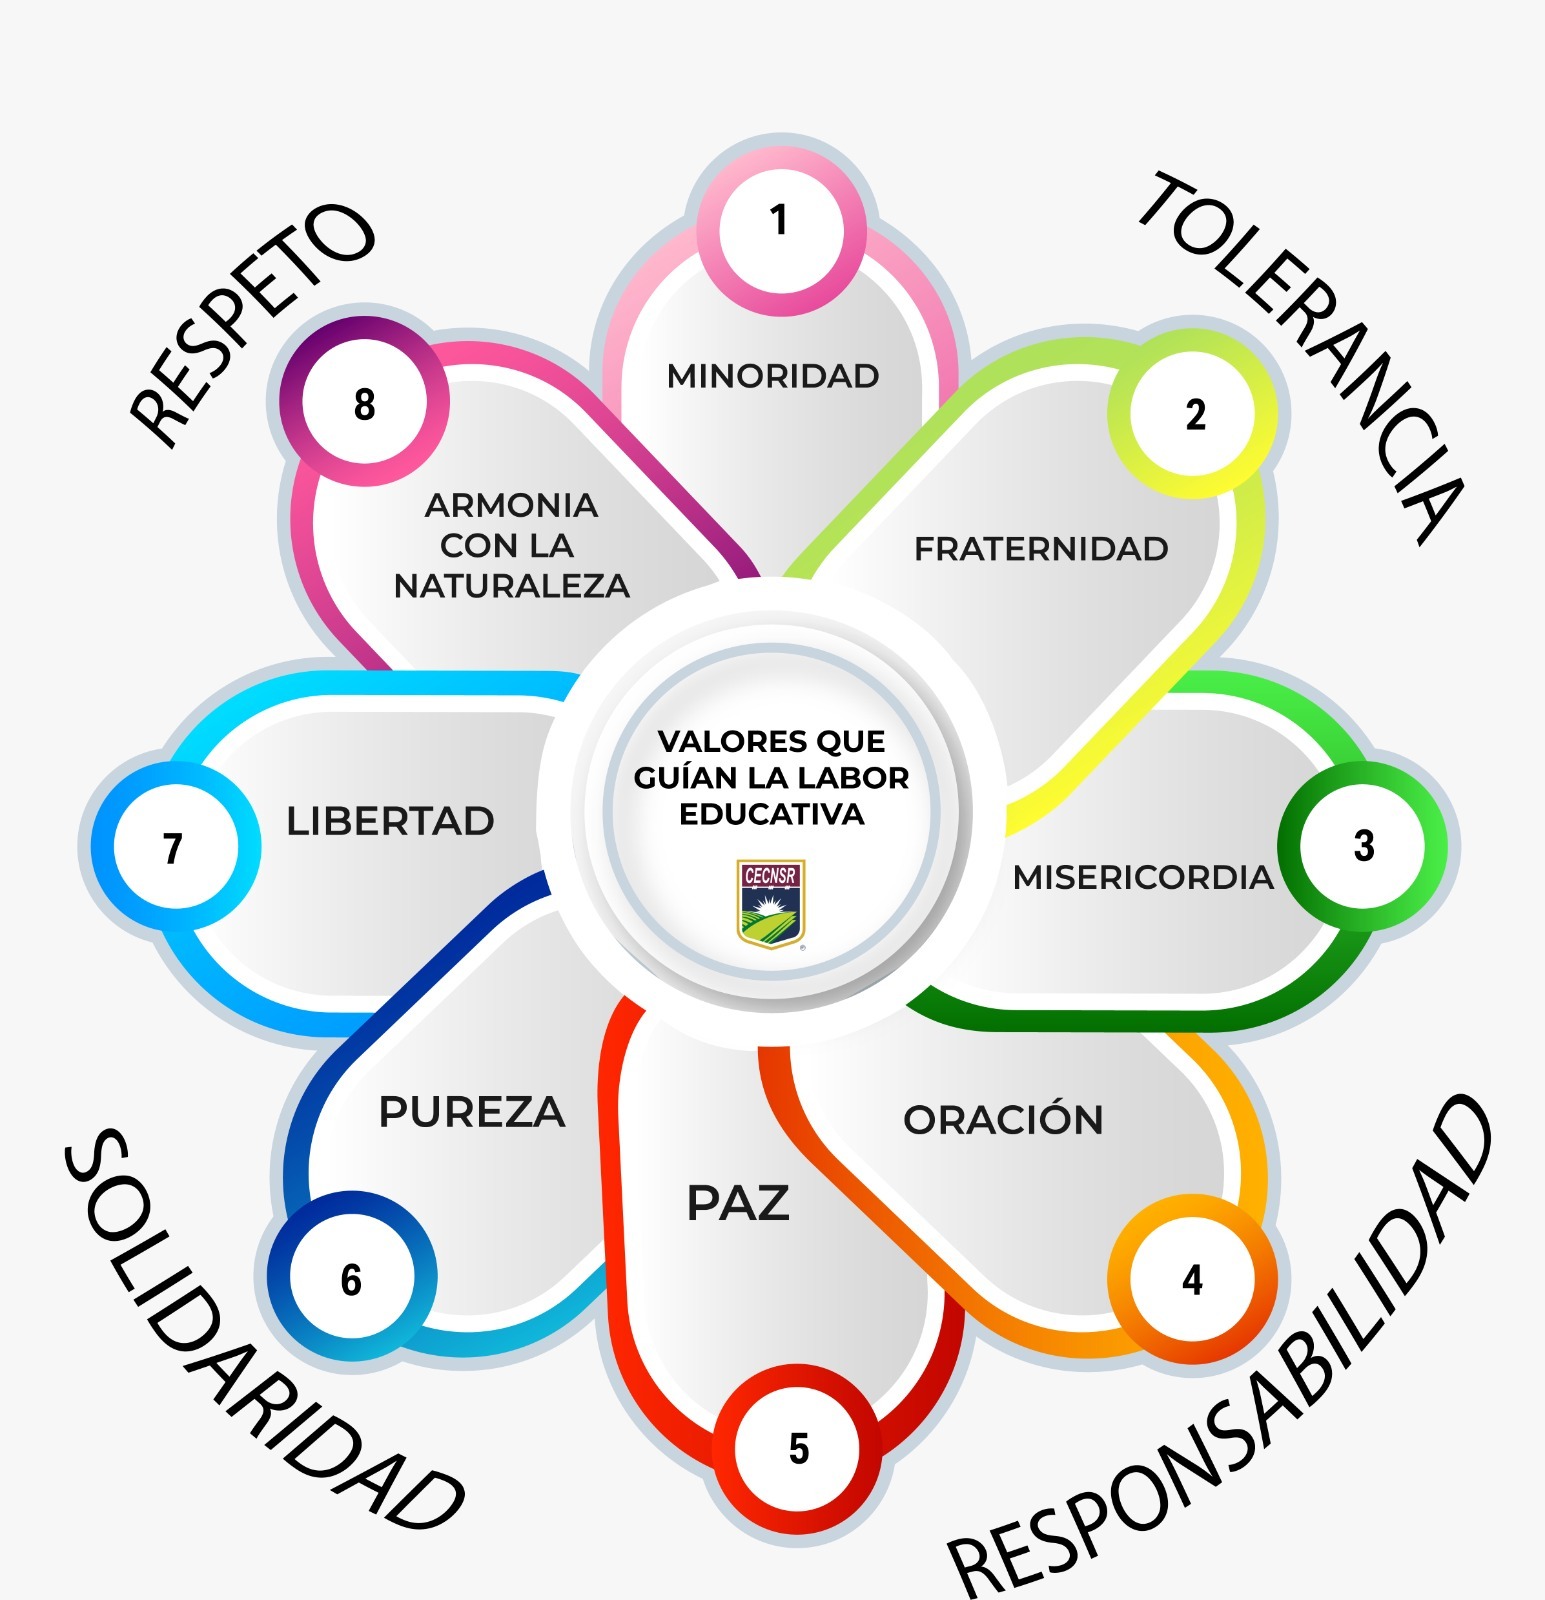 RESPETO
TOLERANCIA
1
MINORIDAD
2
FRATERNIDAD
3
MISERICORDIA
4
ORACIÓN
5
PAZ
6
PUREZA
7
LIBERTAD
8
ARMONIA
CON LA
NATURALEZA
VALORES QUE
GUÍAN LA LABOR
EDUCATIVA
CECNSR
®
SOLIDARIDAD
RESPONSABILIDAD